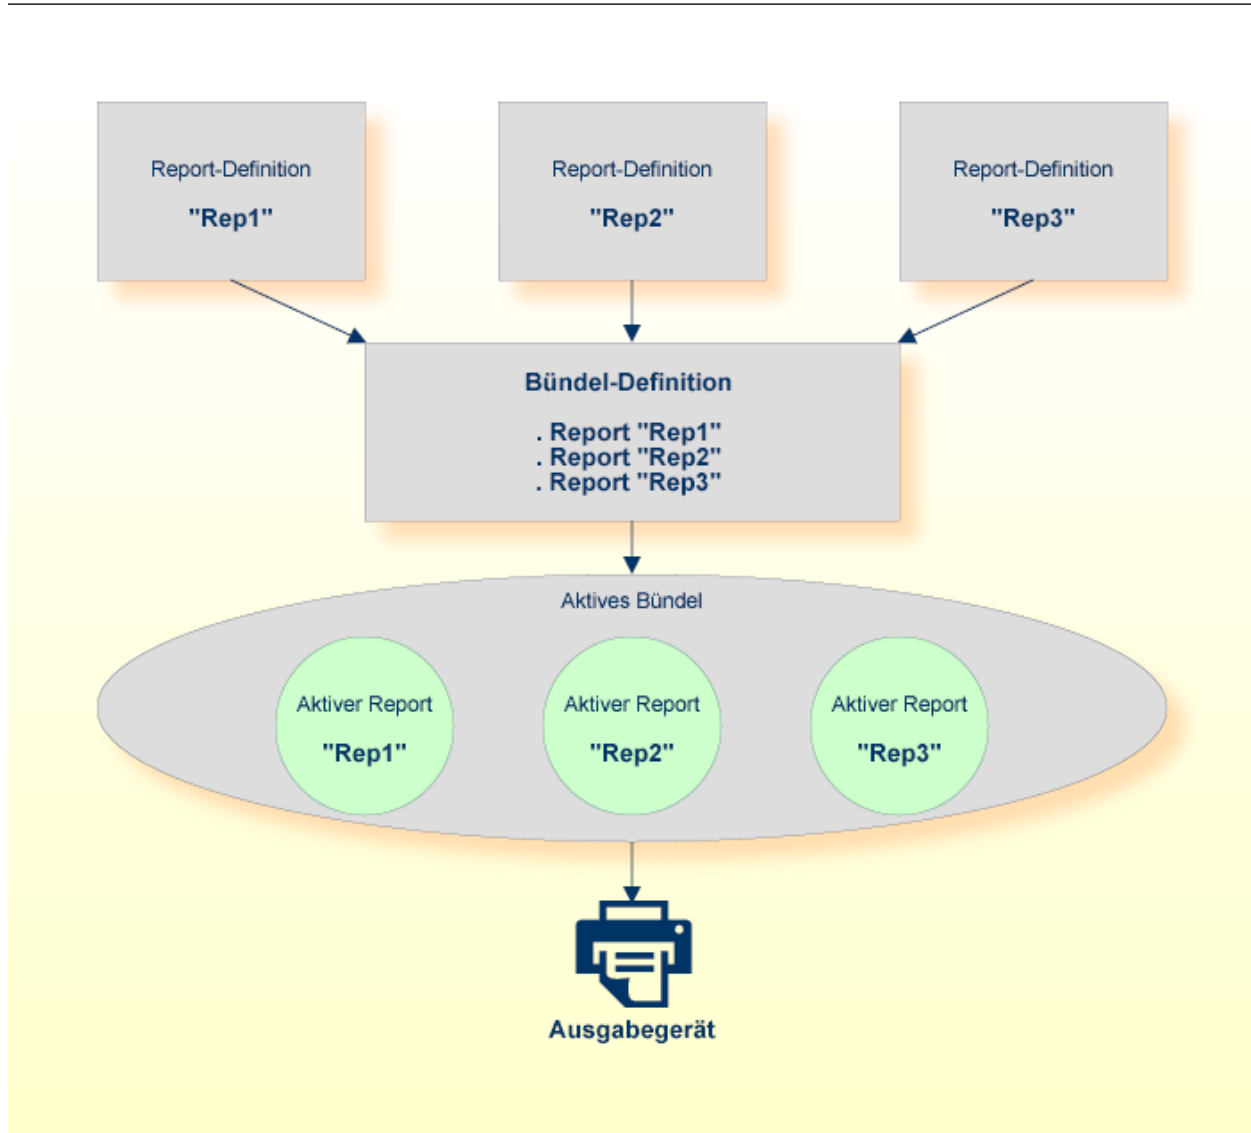 Report-Definition
"Rep1"
Report-Definition
"Rep2"
Report-Definition
"Rep3"
Bündel-Definition
. Report "Rep1"
. Report "Rep2"
. Report "Rep3"
Aktives Bündel
Aktiver Report
"Rep1"
Aktiver Report
"Rep2"
Aktiver Report
"Rep3"
Ausgabegerät